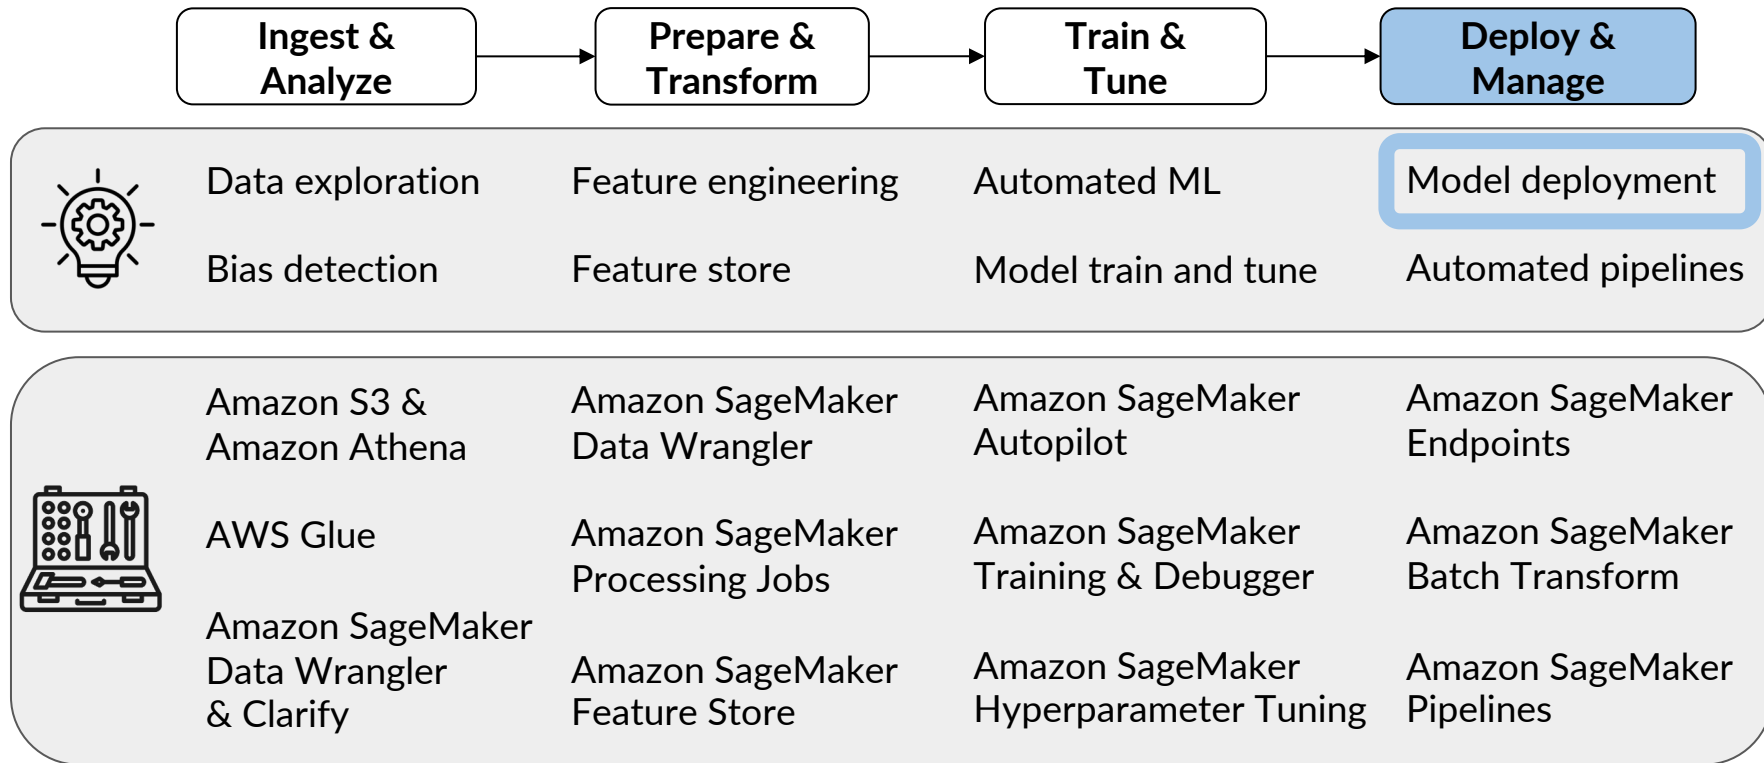 Ingest &
Analyze
Prepare &
Transform
Train &
Tune
Deploy &
Manage
Data exploration
Feature engineering
Automated ML
Model deployment
Bias detection
Feature store
Model train and tune
Automated pipelines
Amazon S3 &
Amazon Athena
AWS Glue
Amazon SageMaker
Data Wrangler
& Clarify
Amazon SageMaker
Data Wrangler
Amazon SageMaker
Processing Jobs
Amazon SageMaker
Feature Store
Amazon SageMaker
Autopilot
Amazon SageMaker
Training & Debugger
Amazon SageMaker
Hyperparameter Tuning
Amazon SageMaker
Endpoints
Amazon SageMaker
Batch Transform
Amazon SageMaker
Pipelines